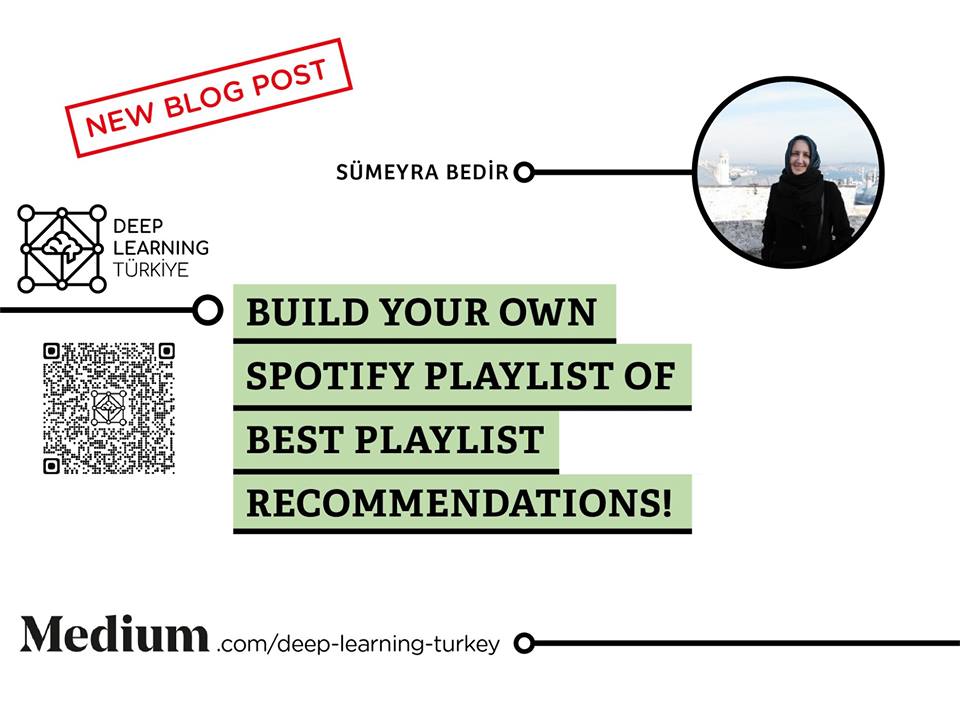 NEW BLOG POST
SÜMEYRA BEDİR
DEEP
LEARNING
TÜRKİYE
BUILD YOUR OWN
SPOTIFY PLAYLIST OF
BEST PLAYLIST
RECOMMENDATIONS!
Medium.com/deep-learning-turkey